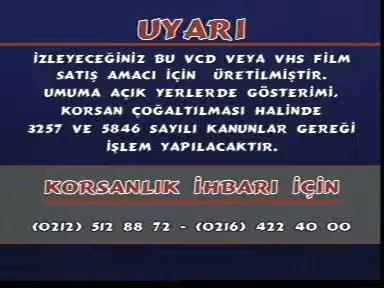 UYARI
İZLEYECEĞİNİZ BU VCD VEYA VHS FİLM
SATIŞ AMACI İÇİN ÜRETİLMİŞTİR.
UMUMA AÇIK YERLERDE GÖSTERİMİ,
KORSAN ÇOĞALTILMASI HALİNDE
3257 VE 5846 SAYILI KANUNLAR GEREĞİ
İŞLEM YAPILACAKTIR.
KORSANLIK İHBARI İÇİN
(0212) 512 88 72 - (0216) 422 40 00